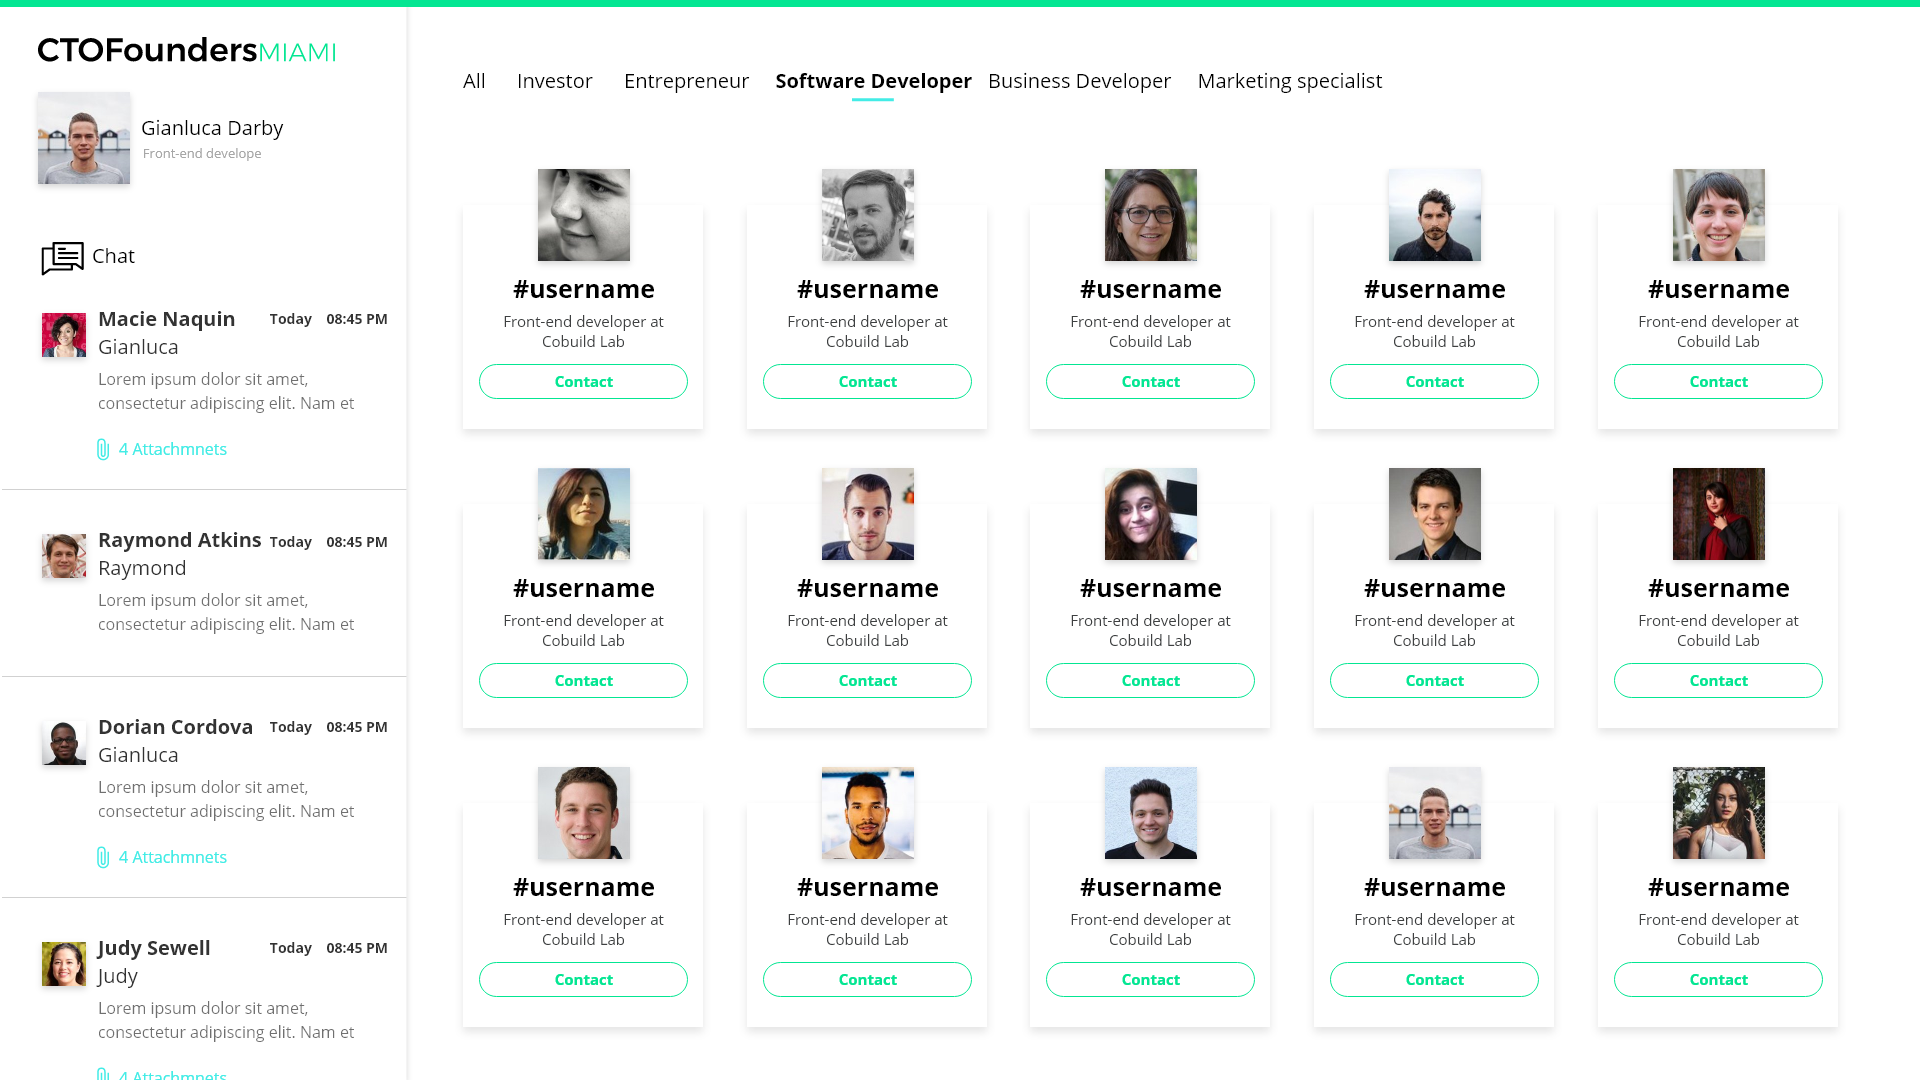 CTOFoundersMIAMI
Gianluca Darby
Front-end develope
Chat
Macie Naquin Today 08:45 PM
Gianluca
Lorem ipsum dolor sit amet,
consectetur adipiscing elit. Nam et
4 Attachmnets
Raymond Atkins Today 08:45 PM
Raymond
Lorem ipsum dolor sit amet,
consectetur adipiscing elit. Nam et
Dorian Cordova Today 08:45 PM
Gianluca
Lorem ipsum dolor sit amet,
consectetur adipiscing elit. Nam et
4 Attachmnets
Judy Sewell Today 08:45 PM
Judy
Lorem ipsum dolor sit amet,
consectetur adipiscing elit. Nam et
4 Attachmnets
All Investor Entrepreneur Software Developer Business Developer Marketing specialist
#username #username #username #username #username
Front-end developer at Front-end developer at Front-end developer at Front-end developer at Front-end developer at
Cobuild Lab Cobuild Lab Cobuild Lab Cobuild Lab Cobuild Lab
Contact Contact Contact Contact Contact
#username #username #username #username #username
Front-end developer at Front-end developer at Front-end developer at Front-end developer at Front-end developer at
Cobuild Lab Cobuild Lab Cobuild Lab Cobuild Lab Cobuild Lab
Contact Contact Contact Contact Contact
#username #username #username #username #username
Front-end developer at Front-end developer at Front-end developer at Front-end developer at Front-end developer at
Cobuild Lab Cobuild Lab Cobuild Lab Cobuild Lab Cobuild Lab
Contact Contact Contact Contact Contact